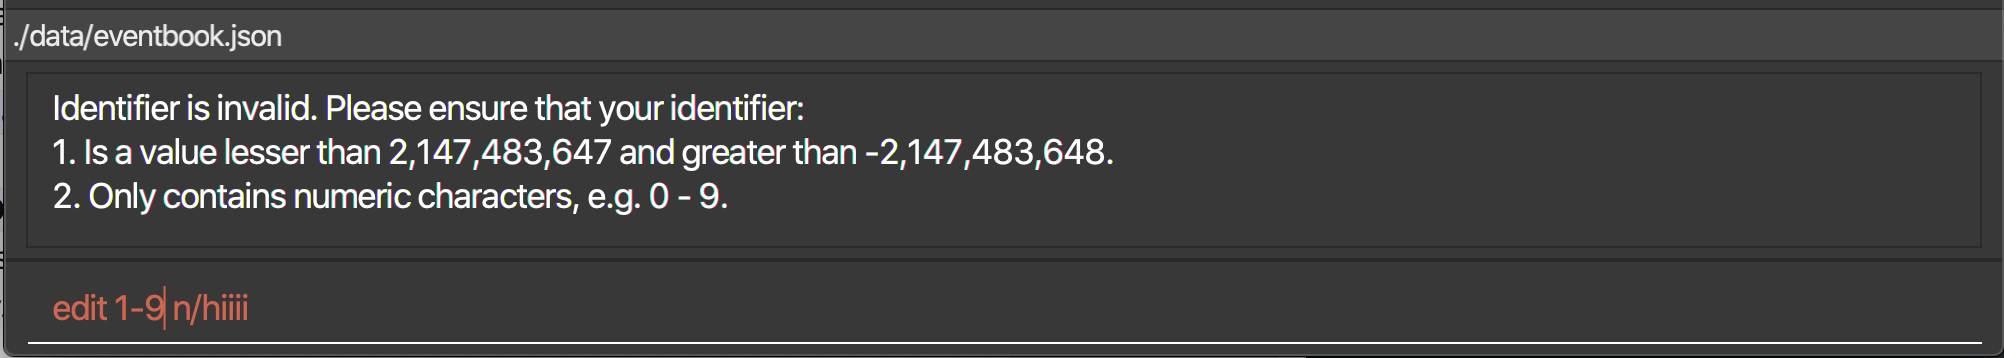 ./data/eventbook.json
Identifier is invalid. Please ensure that your identifier:
1. Is a value lesser than 2,147,483,647 and greater than -2,147,483,648.
2. Only contains numeric characters, e.g. 0 - 9.
edit 1-9 n/hiiii